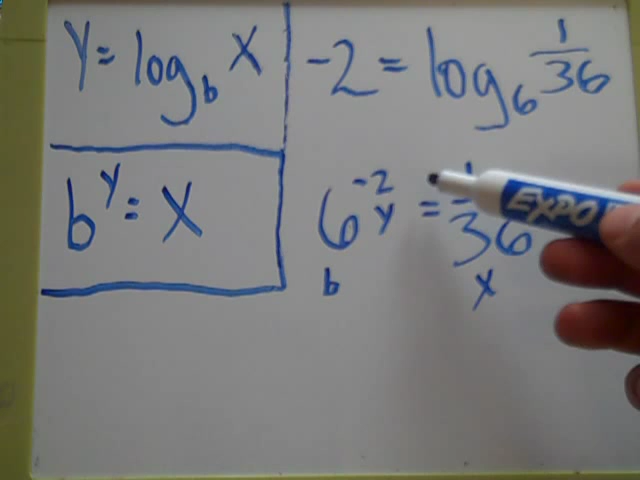 y = log_b x
b^y = x
-2 = log_6 1/36
6^-2 = 1/36
y
b x
EXPO